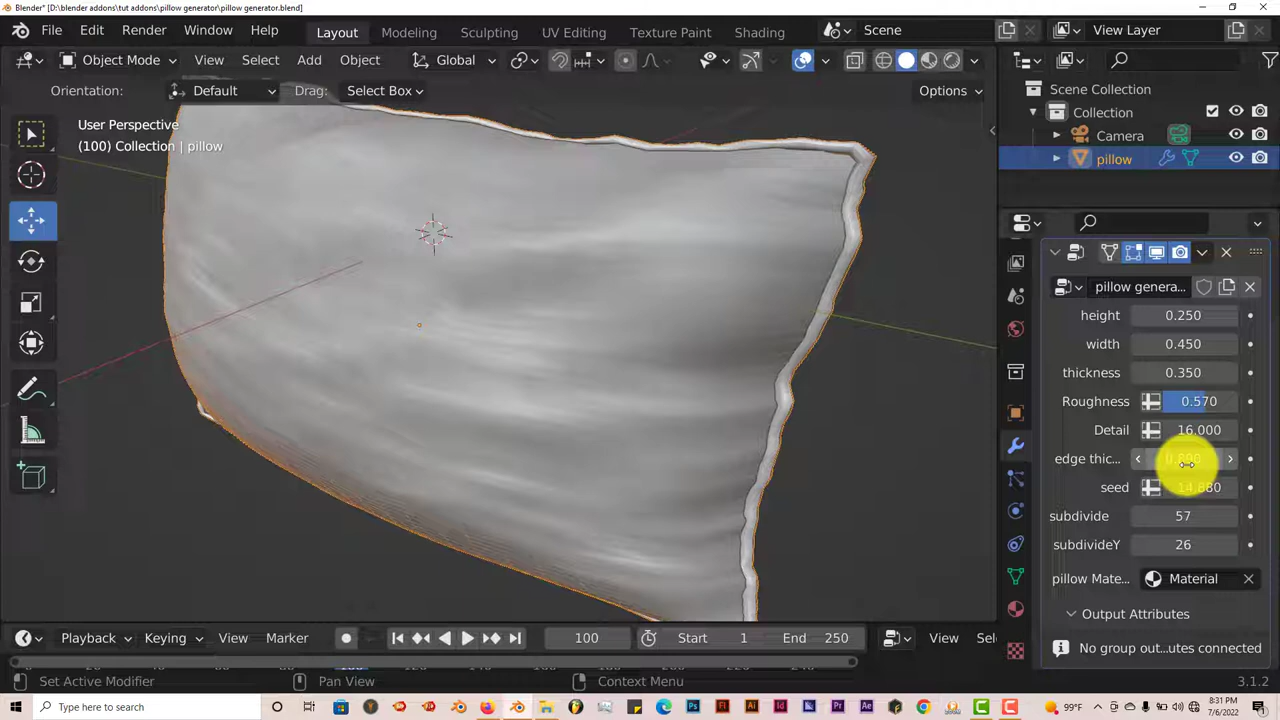 Blender* [D:\blender addons\tut addons\pillow generator\pillow generator.blend]
File Edit Render Window Help Layout Modeling Sculpting UV Editing Texture Paint Shading Scene View Layer
Object Mode View Select Add Object Global
Orientation: Default Drag: Select Box Options
User Perspective
(100) Collection | pillow
Scene Collection
Collection
Camera
pillow
pillow genera...
height 0.250
width 0.450
thickness 0.350
Roughness 0.570
Detail 16.000
edge thic...
seed 14.880
subdivide 57
subdivideY 26
pillow Mate... Material
Output Attributes
No group out...utes connected
Playback Keying View Marker 100 Start 1 End 250 View Sel
Set Active Modifier Pan View Context Menu 3.1.2
Type here to search 99°F 8:31 PM
7/6/2022